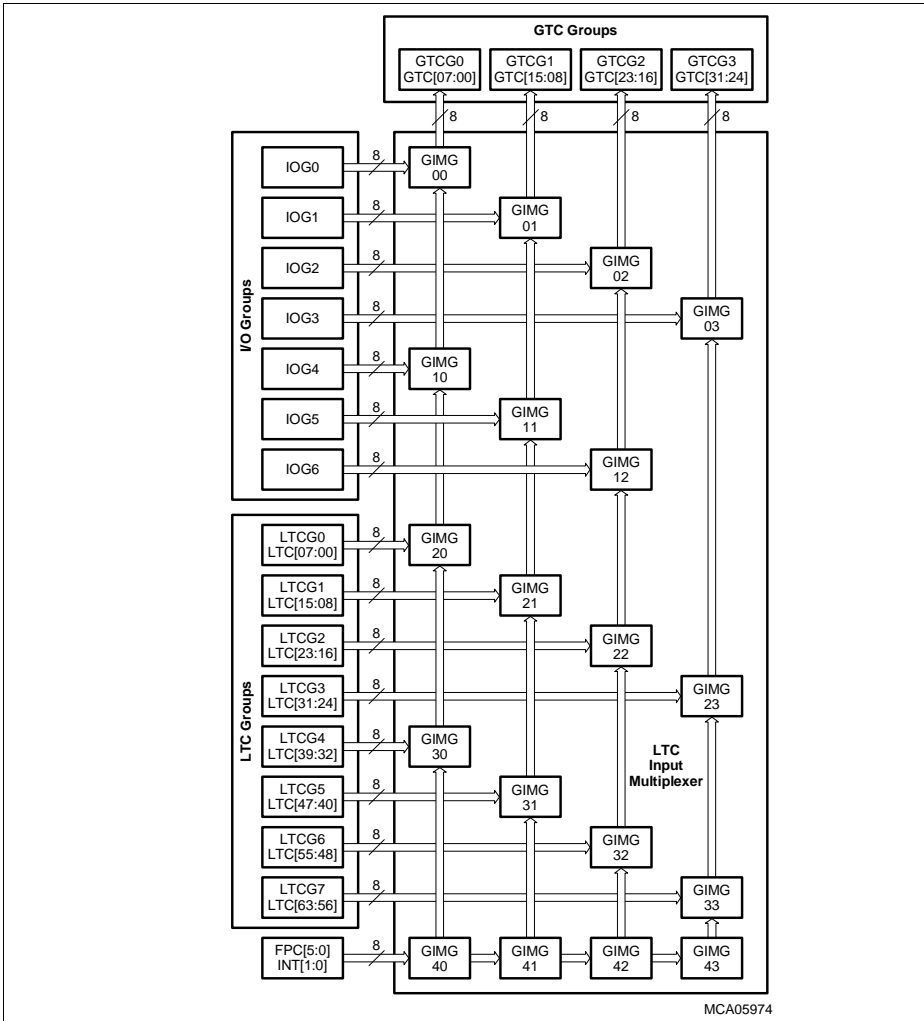 GTC Groups
GTCG0
GTC[07:00]
GTCG1
GTC[15:08]
GTCG2
GTC[23:16]
GTCG3
GTC[31:24]
8
8
8
8
I/O Groups
IOG0
8
GIMG
00
IOG1
8
GIMG
01
IOG2
8
GIMG
02
IOG3
8
GIMG
03
IOG4
8
GIMG
10
IOG5
8
GIMG
11
IOG6
8
GIMG
12
LTC Groups
LTCG0
LTC[07:00]
8
GIMG
20
LTCG1
LTC[15:08]
8
GIMG
21
LTCG2
LTC[23:16]
8
GIMG
22
LTCG3
LTC[31:24]
8
GIMG
23
LTCG4
LTC[39:32]
8
GIMG
30
LTC
Input
Multiplexer
LTCG5
LTC[47:40]
8
GIMG
31
LTCG6
LTC[55:48]
8
GIMG
32
LTCG7
LTC[63:56]
8
GIMG
33
FPC[5:0]
INT[1:0]
8
GIMG
40
GIMG
41
GIMG
42
GIMG
43
MCA05974